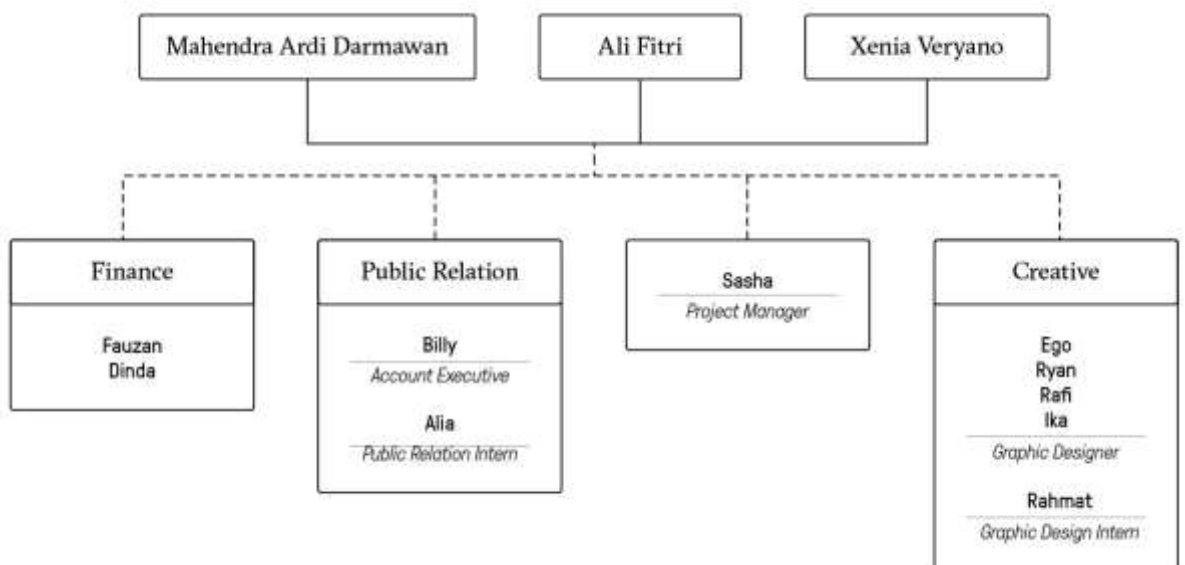 Mahendra Ardi Darmawan
Ali Fitri
Xenia Veryano
Finance
Fauzan
Dinda
Public Relation
Billy
Account Executive
Alia
Public Relation Intern
Sasha
Project Manager
Creative
Ego
Ryan
Rafi
Ika
Graphic Designer
Rahmat
Graphic Design Intern